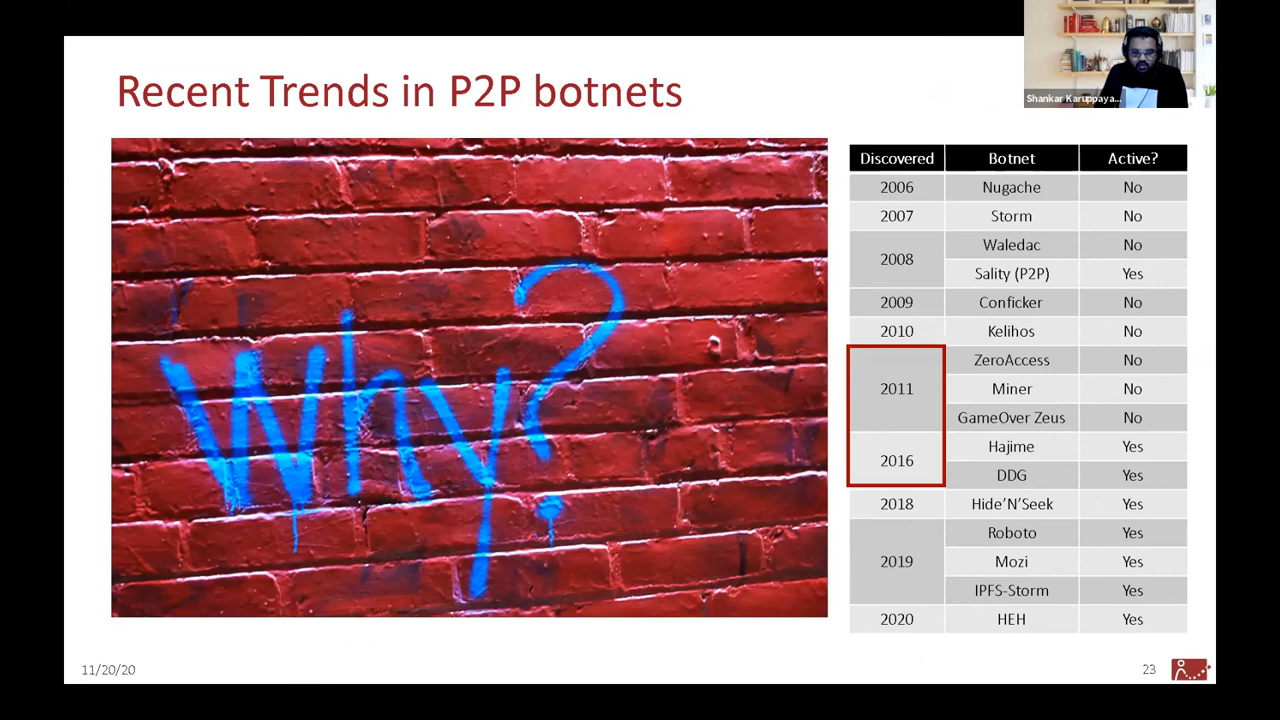 Recent Trends in P2P botnets
Shankar Karuppaya...
Why?
Discovered Botnet Active?
2006 Nugache No
2007 Storm No
2008 Waledac No
Sality (P2P) Yes
2009 Conficker No
2010 Kelihos No
2011 ZeroAccess No
Miner No
GameOver Zeus No
2016 Hajime Yes
DDG Yes
2018 Hide’N’Seek Yes
2019 Roboto Yes
Mozi Yes
IPFS-Storm Yes
2020 HEH Yes
11/20/20
23